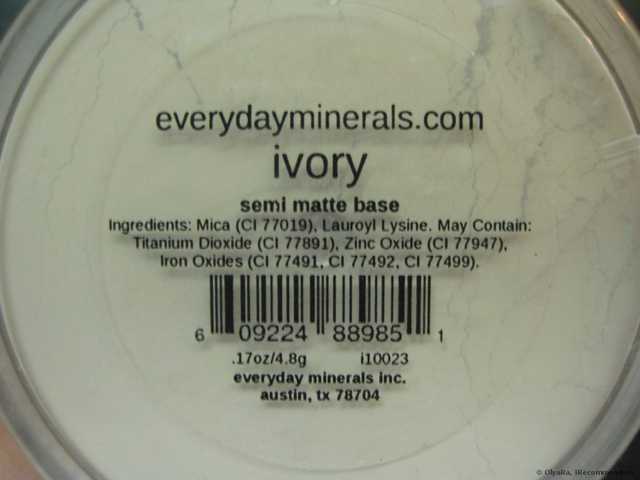 everydayminerals.com
ivory
semi matte base
Ingredients: Mica (CI 77019), Lauroyl Lysine. May Contain:
Titanium Dioxide (CI 77891), Zinc Oxide (CI 77947),
Iron Oxides (CI 77491, CI 77492, CI 77499).
6 09224 88985 1
.17oz/4.8g i10023
everyday minerals inc.
austin, tx 78704
© OlyaRa, IRecommend.ru